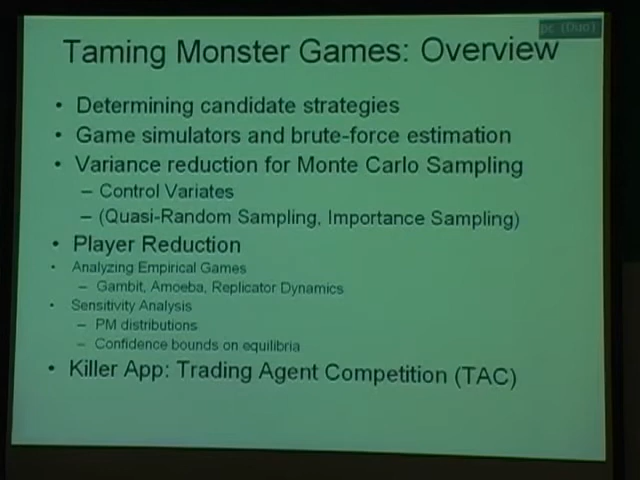 pc (Duo)
Taming Monster Games: Overview
• Determining candidate strategies
• Game simulators and brute-force estimation
• Variance reduction for Monte Carlo Sampling
– Control Variates
– (Quasi-Random Sampling, Importance Sampling)
• Player Reduction
• Analyzing Empirical Games
– Gambit, Amoeba, Replicator Dynamics
• Sensitivity Analysis
– PM distributions
– Confidence bounds on equilibria
• Killer App: Trading Agent Competition (TAC)